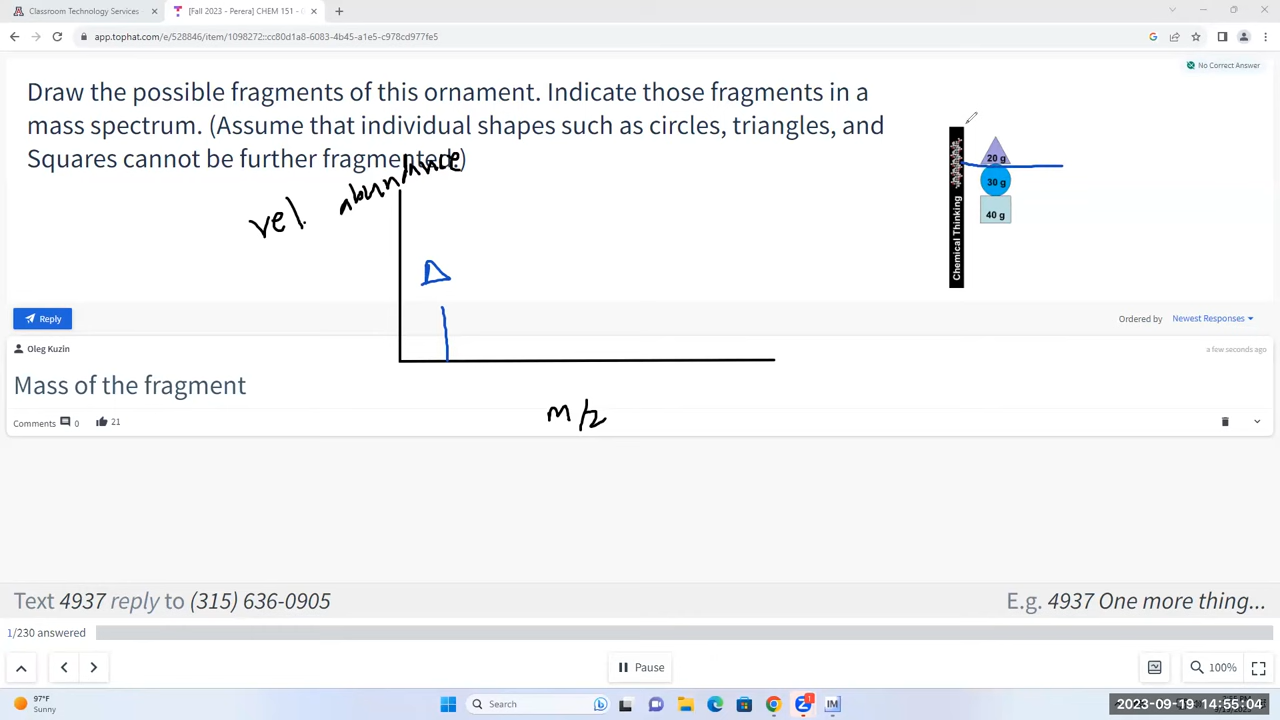 Classroom Technology Services
[Fall 2023 - Perera] CHEM 151 -
app.tophat.com/e/528846/item/1098272::cc80d1a8-6083-4b45-a1e5-c978cd977fe5
No Correct Answer
Draw the possible fragments of this ornament. Indicate those fragments in a
mass spectrum. (Assume that individual shapes such as circles, triangles, and
Squares cannot be further fragmented.)
rel. abundance
20 g
30 g
40 g
Chemical Thinking
Reply
Ordered by Newest Responses
Oleg Kuzin
a few seconds ago
Mass of the fragment
m/z
Comments 0 21
Text 4937 reply to (315) 636-0905
E.g. 4937 One more thing...
1/230 answered
Pause
100%
97°F
Sunny
Search
2023-09-19 14:55:04